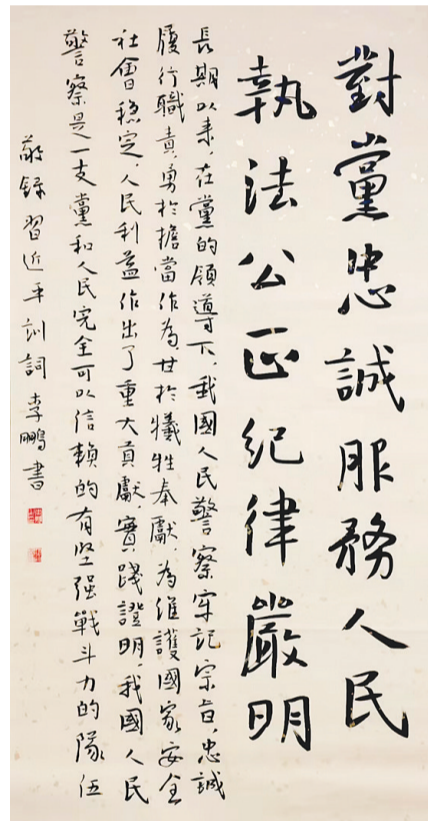 對黨忠誠服務人民
執法公正紀律嚴明
長期以来，在黨的領導下，我國人民警察牢記宗旨，忠誠
履行職責，勇於擔當作為，甘於犧牲奉獻，為維護國家安全
社會穩定，人民利益作出了重大貢獻，實踐證明，我國人民
警察是一支黨和人民完全可以信賴的有坚强戰斗力的隊伍
敬錄習近平訓詞 李鵬書